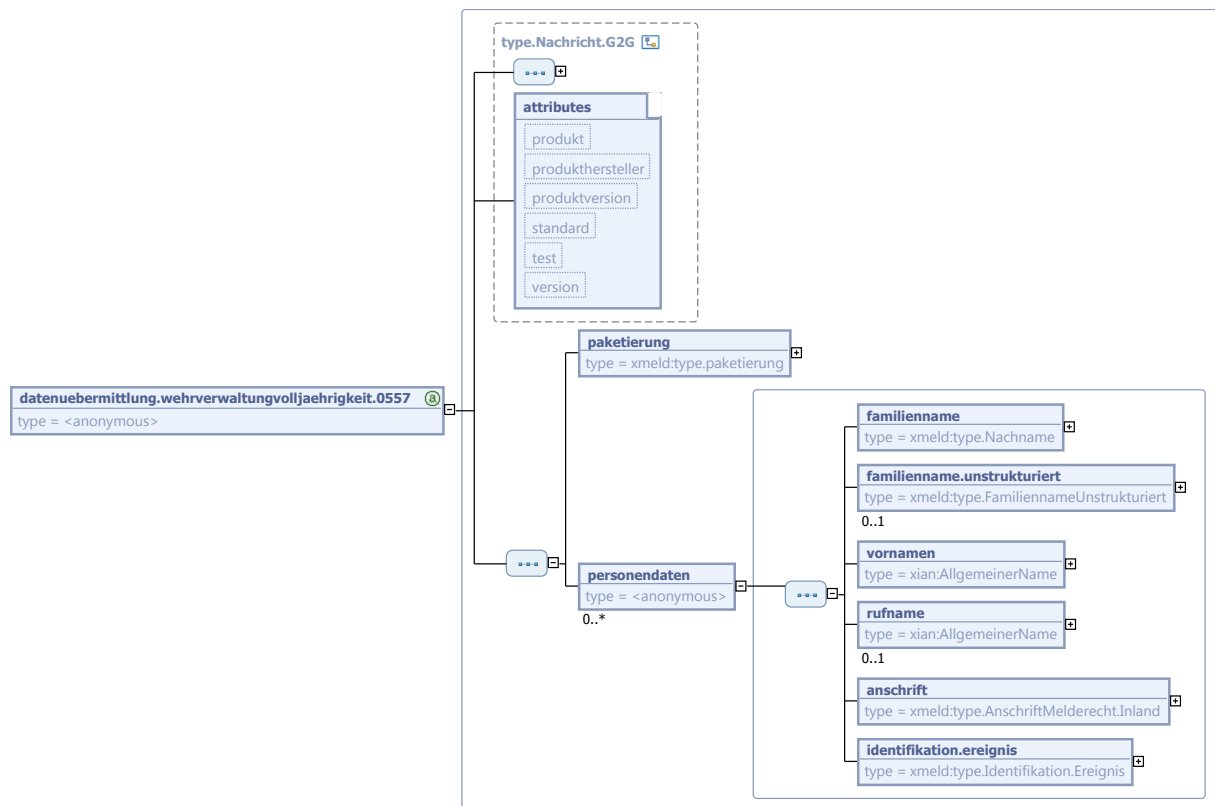 type.Nachricht.G2G
attributes
produkt
produkthersteller
produktversion
standard
test
version
paketierung
type = xmeld:type.paketierung
datenuebermittlung.wehrverwaltungvolljaehrigkeit.0557 a
type = <anonymous>
familienname
type = xmeld:type.Nachname
familienname.unstrukturiert
type = xmeld:type.FamiliennameUnstrukturiert
0..1
vornamen
type = xian:AllgemeinerName
personendaten
type = <anonymous>
0..*
rufname
type = xian:AllgemeinerName
0..1
anschrift
type = xmeld:type.AnschriftMelderecht.Inland
identifikation.ereignis
type = xmeld:type.Identifikation.Ereignis